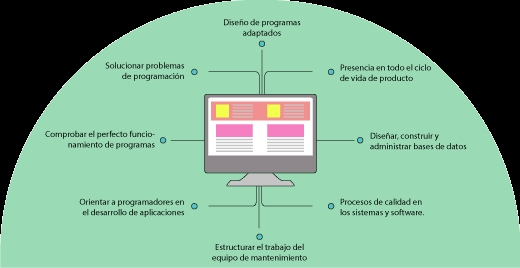 Diseño de programas
adaptados
Solucionar problemas
de programación
Presencia en todo el ciclo
de vida de producto
Comprobar el perfecto funcio-
namiento de programas
Diseñar, construir y
administrar bases de datos
Orientar a programadores en
el desarrollo de aplicaciones
Procesos de calidad en
los sistemas y software.
Estructurar el trabajo del
equipo de mantenimiento